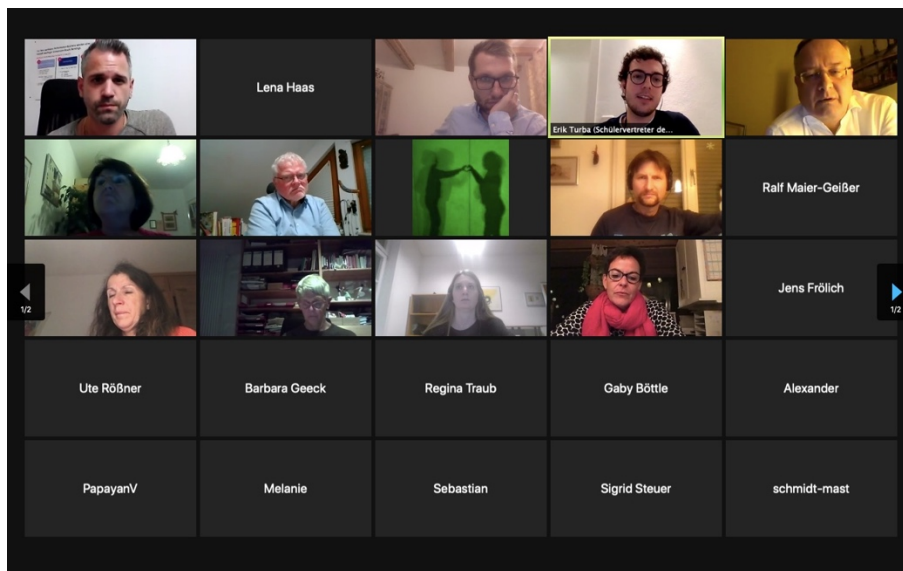 Lena Haas
Erik Turba (Schülervertreter de...
Ralf Maier-Geißer
Jens Frölich
1/2
1/2
Ute Rößner
Barbara Geeck
Regina Traub
Gaby Böttle
Alexander
PapayanV
Melanie
Sebastian
Sigrid Steuer
schmidt-mast